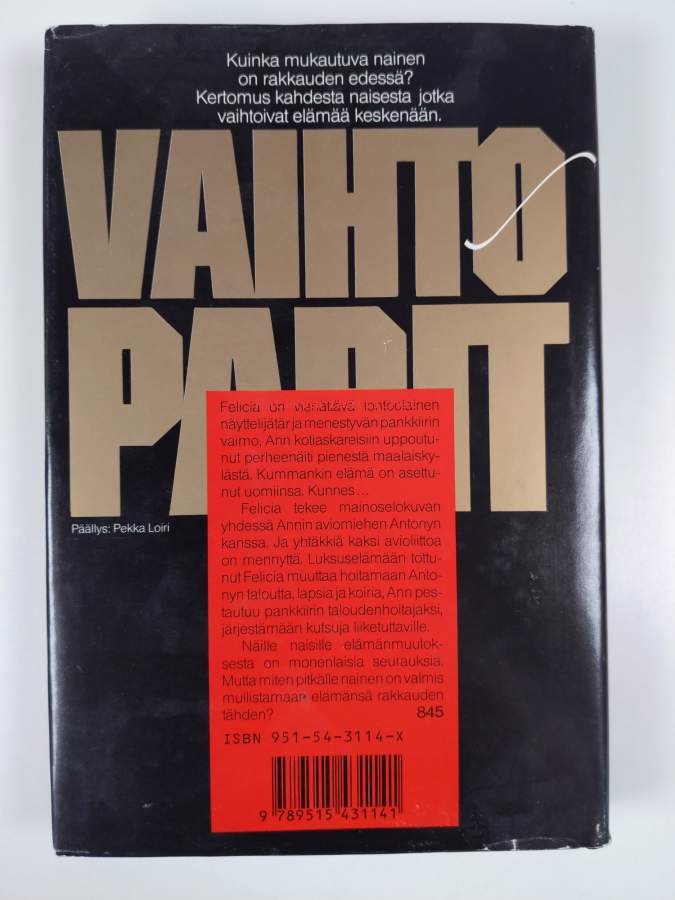 Kuinka mukautuva nainen
on rakkauden edessä?
Kertomus kahdesta naisesta jotka
vaihtoivat elämää keskenään.
VAIHTO
PARIT
Päällys: Pekka Loiri
Felicia on viehättävä lontoolainen
näyttelijätär ja menestyvän pankkiirin
vaimo, Ann kotiaskareisiin uppoutu-
nut perheenäiti pienestä maalaisky-
lästä. Kummankin elämä on asettu-
nut uomiinsa. Kunnes...
Felicia tekee mainoselokuvan
yhdessä Annin aviomiehen Antonyn
kanssa. Ja yhtäkkiä kaksi avioliittoa
on mennyttä. Luksuselämään tottu-
nut Felicia muuttaa hoitamaan Anto-
nyn taloutta, lapsia ja koiria, Ann pes-
tautuu pankkiirin taloudenhoitajaksi,
järjestämään kutsuja liiketuttaville.
Näille naisille elämänmuutok-
sesta on monenlaisia seurauksia.
Mutta miten pitkälle nainen on valmis
mullistamaan elämänsä rakkauden
tähden? 845
ISBN 951-54-3114-X
9 789515 431141